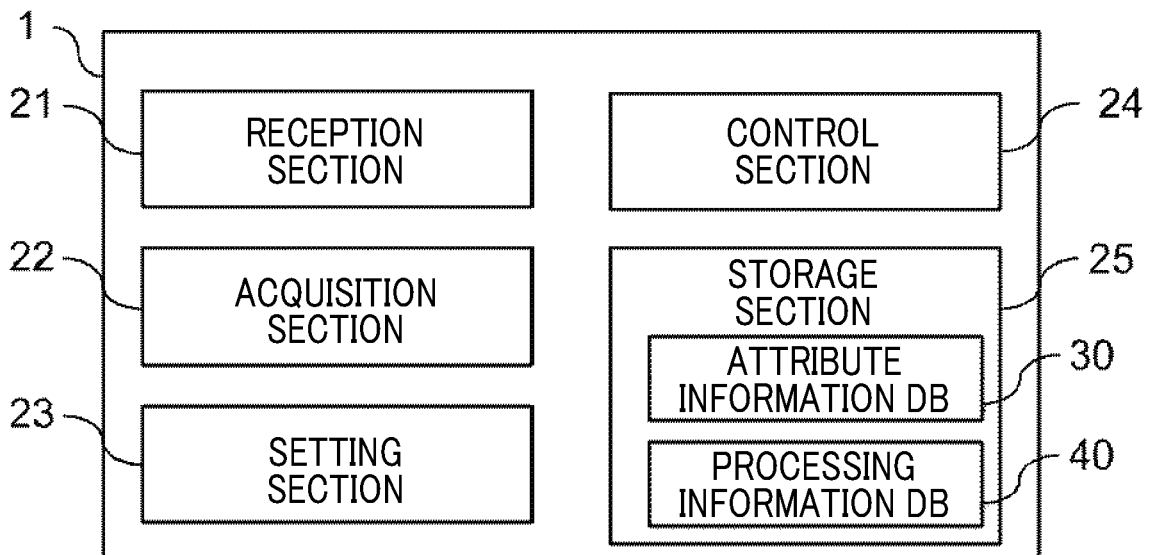 1
21
RECEPTION
SECTION
22
ACQUISITION
SECTION
23
SETTING
SECTION
CONTROL
SECTION
24
STORAGE
SECTION
25
ATTRIBUTE
INFORMATION DB
30
PROCESSING
INFORMATION DB
40